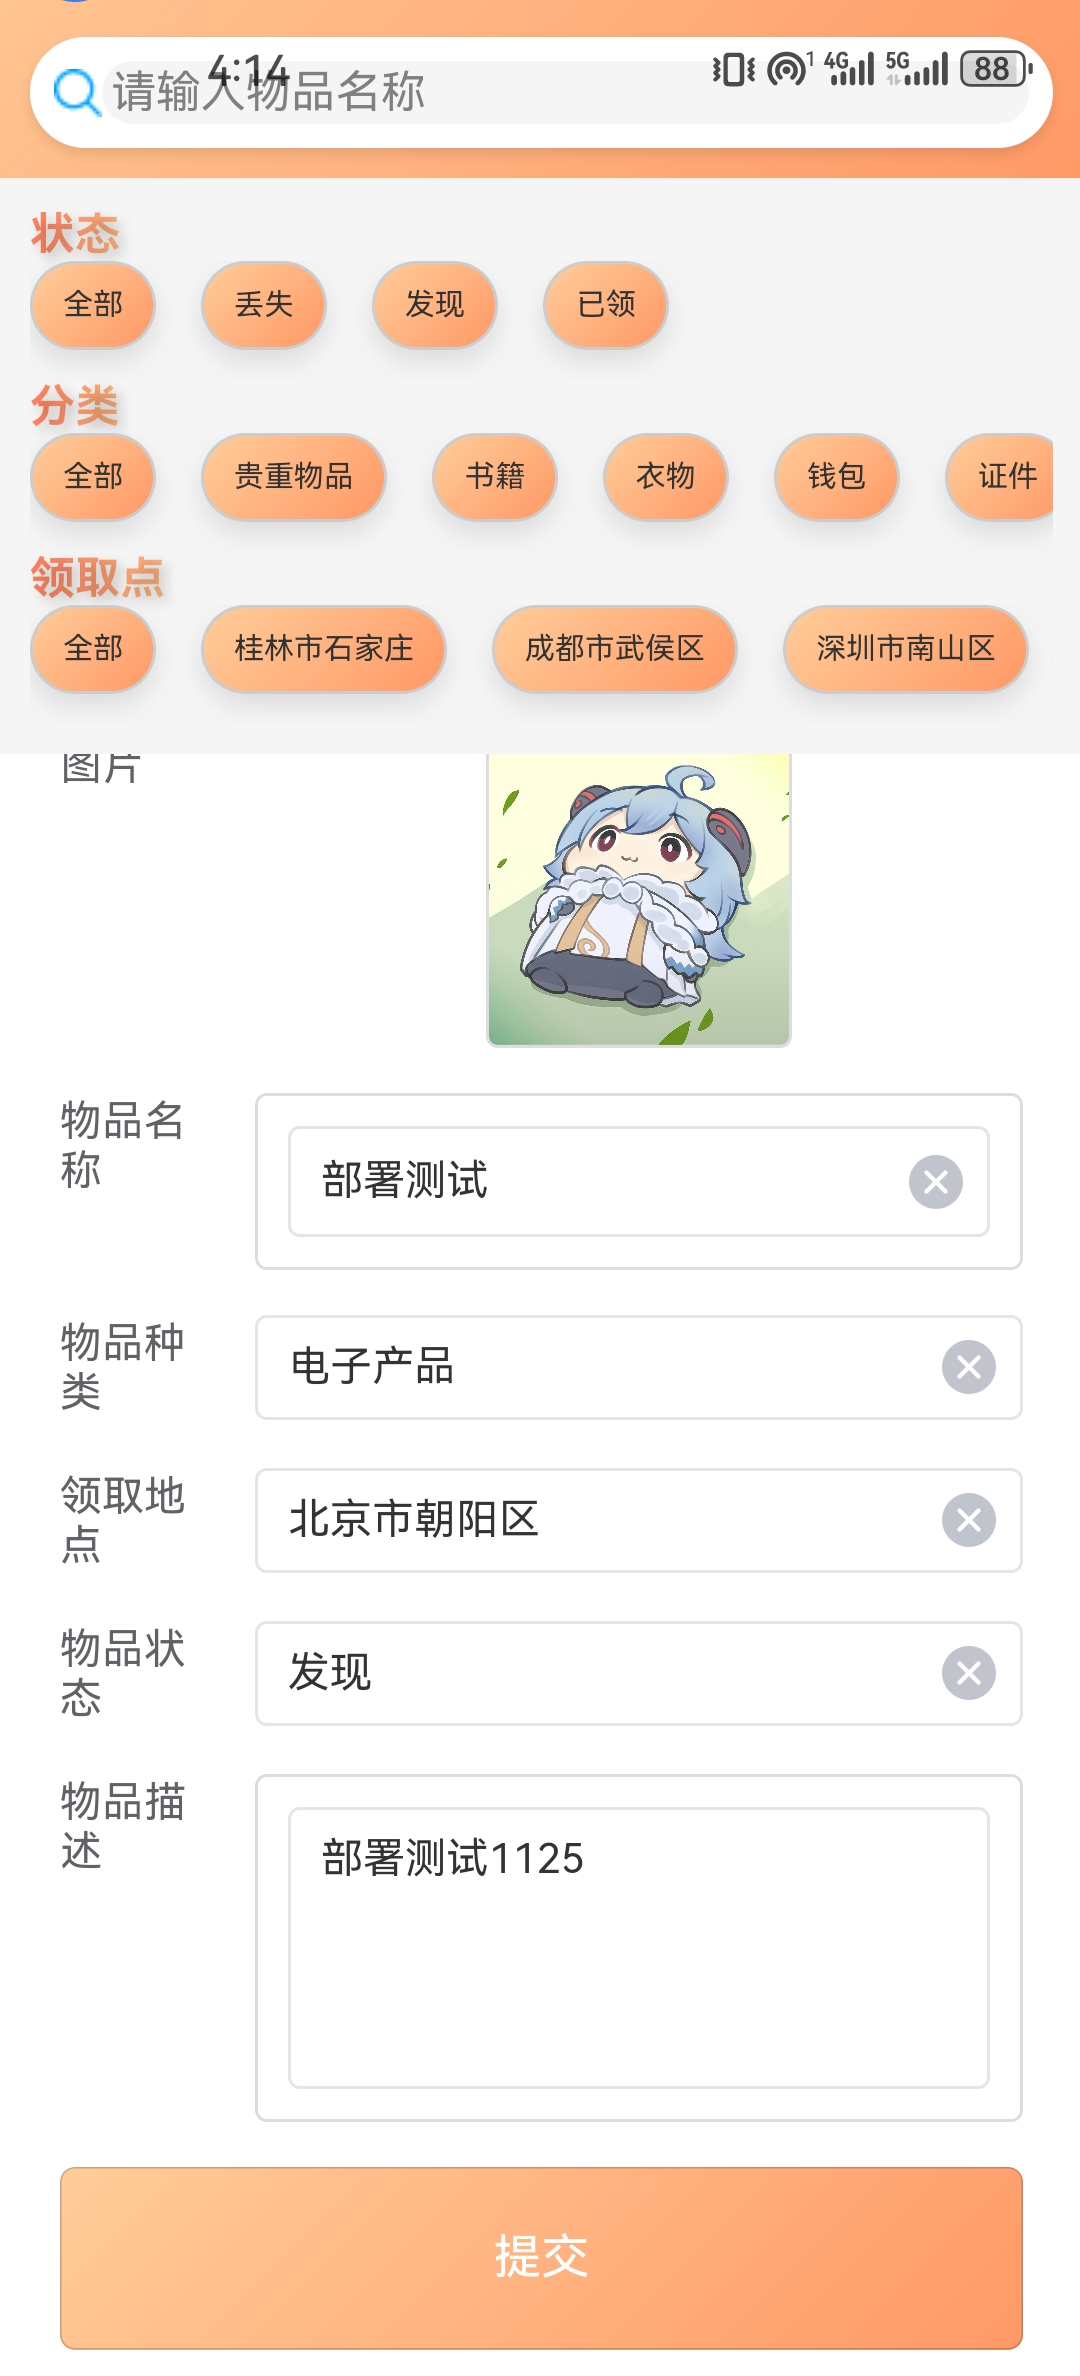 4:14
1 4G 5G 88
请输入物品名称
状态
全部 丢失 发现 已领
分类
全部 贵重物品 书籍 衣物 钱包 证件
领取点
全部 桂林市石家庄 成都市武侯区 深圳市南山区
图片
物品名
称
部署测试
物品种
类
电子产品
领取地
点
北京市朝阳区
物品状
态
发现
物品描
述
部署测试1125
提交